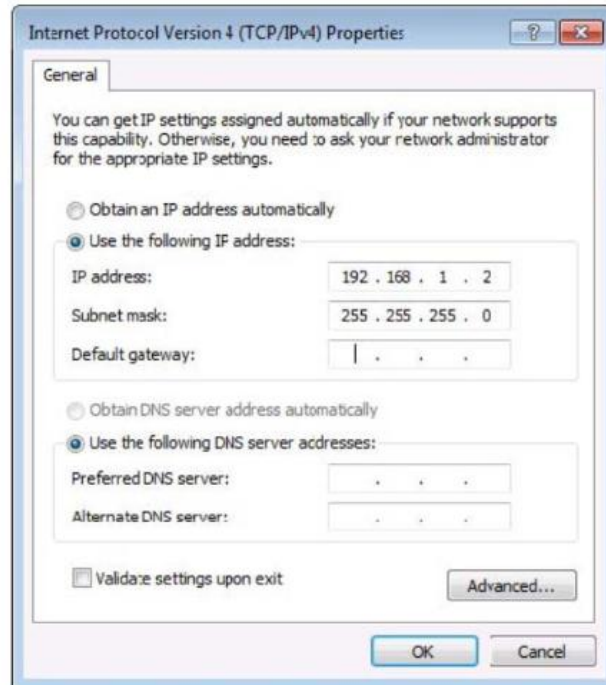 Internet Protocol Version 4 (TCP/IPv4) Properties
General
You can get IP settings assigned automatically if your network supports
this capability. Otherwise, you need to ask your network administrator
for the appropriate IP settings.
Obtain an IP address automatically
Use the following IP address:
IP address: 192 . 168 . 1 . 2
Subnet mask: 255 . 255 . 255 . 0
Default gateway: . . .
Obtain DNS server address automatically
Use the following DNS server addresses:
Preferred DNS server: . . .
Alternate DNS server: . . .
Validate settings upon exit
Advanced...
OK Cancel